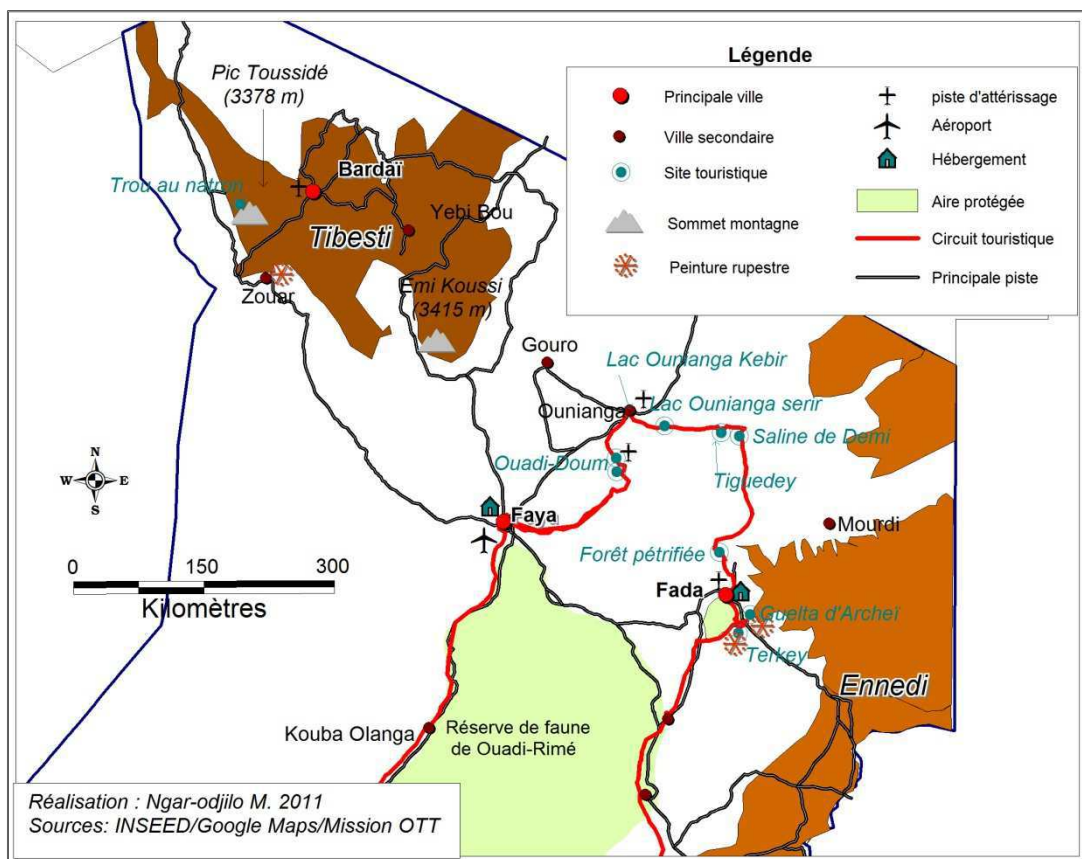 Légende
Principale ville
Ville secondaire
Site touristique
Sommet montagne
Peinture rupestre
piste d'attérissage
Aéroport
Hébergement
Aire protégée
Circuit touristique
Principale piste
Pic Toussidé
(3378 m)
Bardaï
Trou au natron
Yebi Bou
Tibesti
Zouar
Emi Koussi
(3415 m)
Gouro
Lac Ounianga Kebir
Ounianga
Lac Ounianga serir
Saline de Demi
Ouadi-Doum
Tiguedey
N
W
E
S
Faya
Mourdi
Forêt pétrifiée
0
150
300
Kilomètres
Fada
Guelta d'Archeï
Terkey
Ennedi
Kouba Olanga
Réserve de faune
de Ouadi-Rimé
Réalisation : Ngar-odjilo M. 2011
Sources: INSEED/Google Maps/Mission OTT